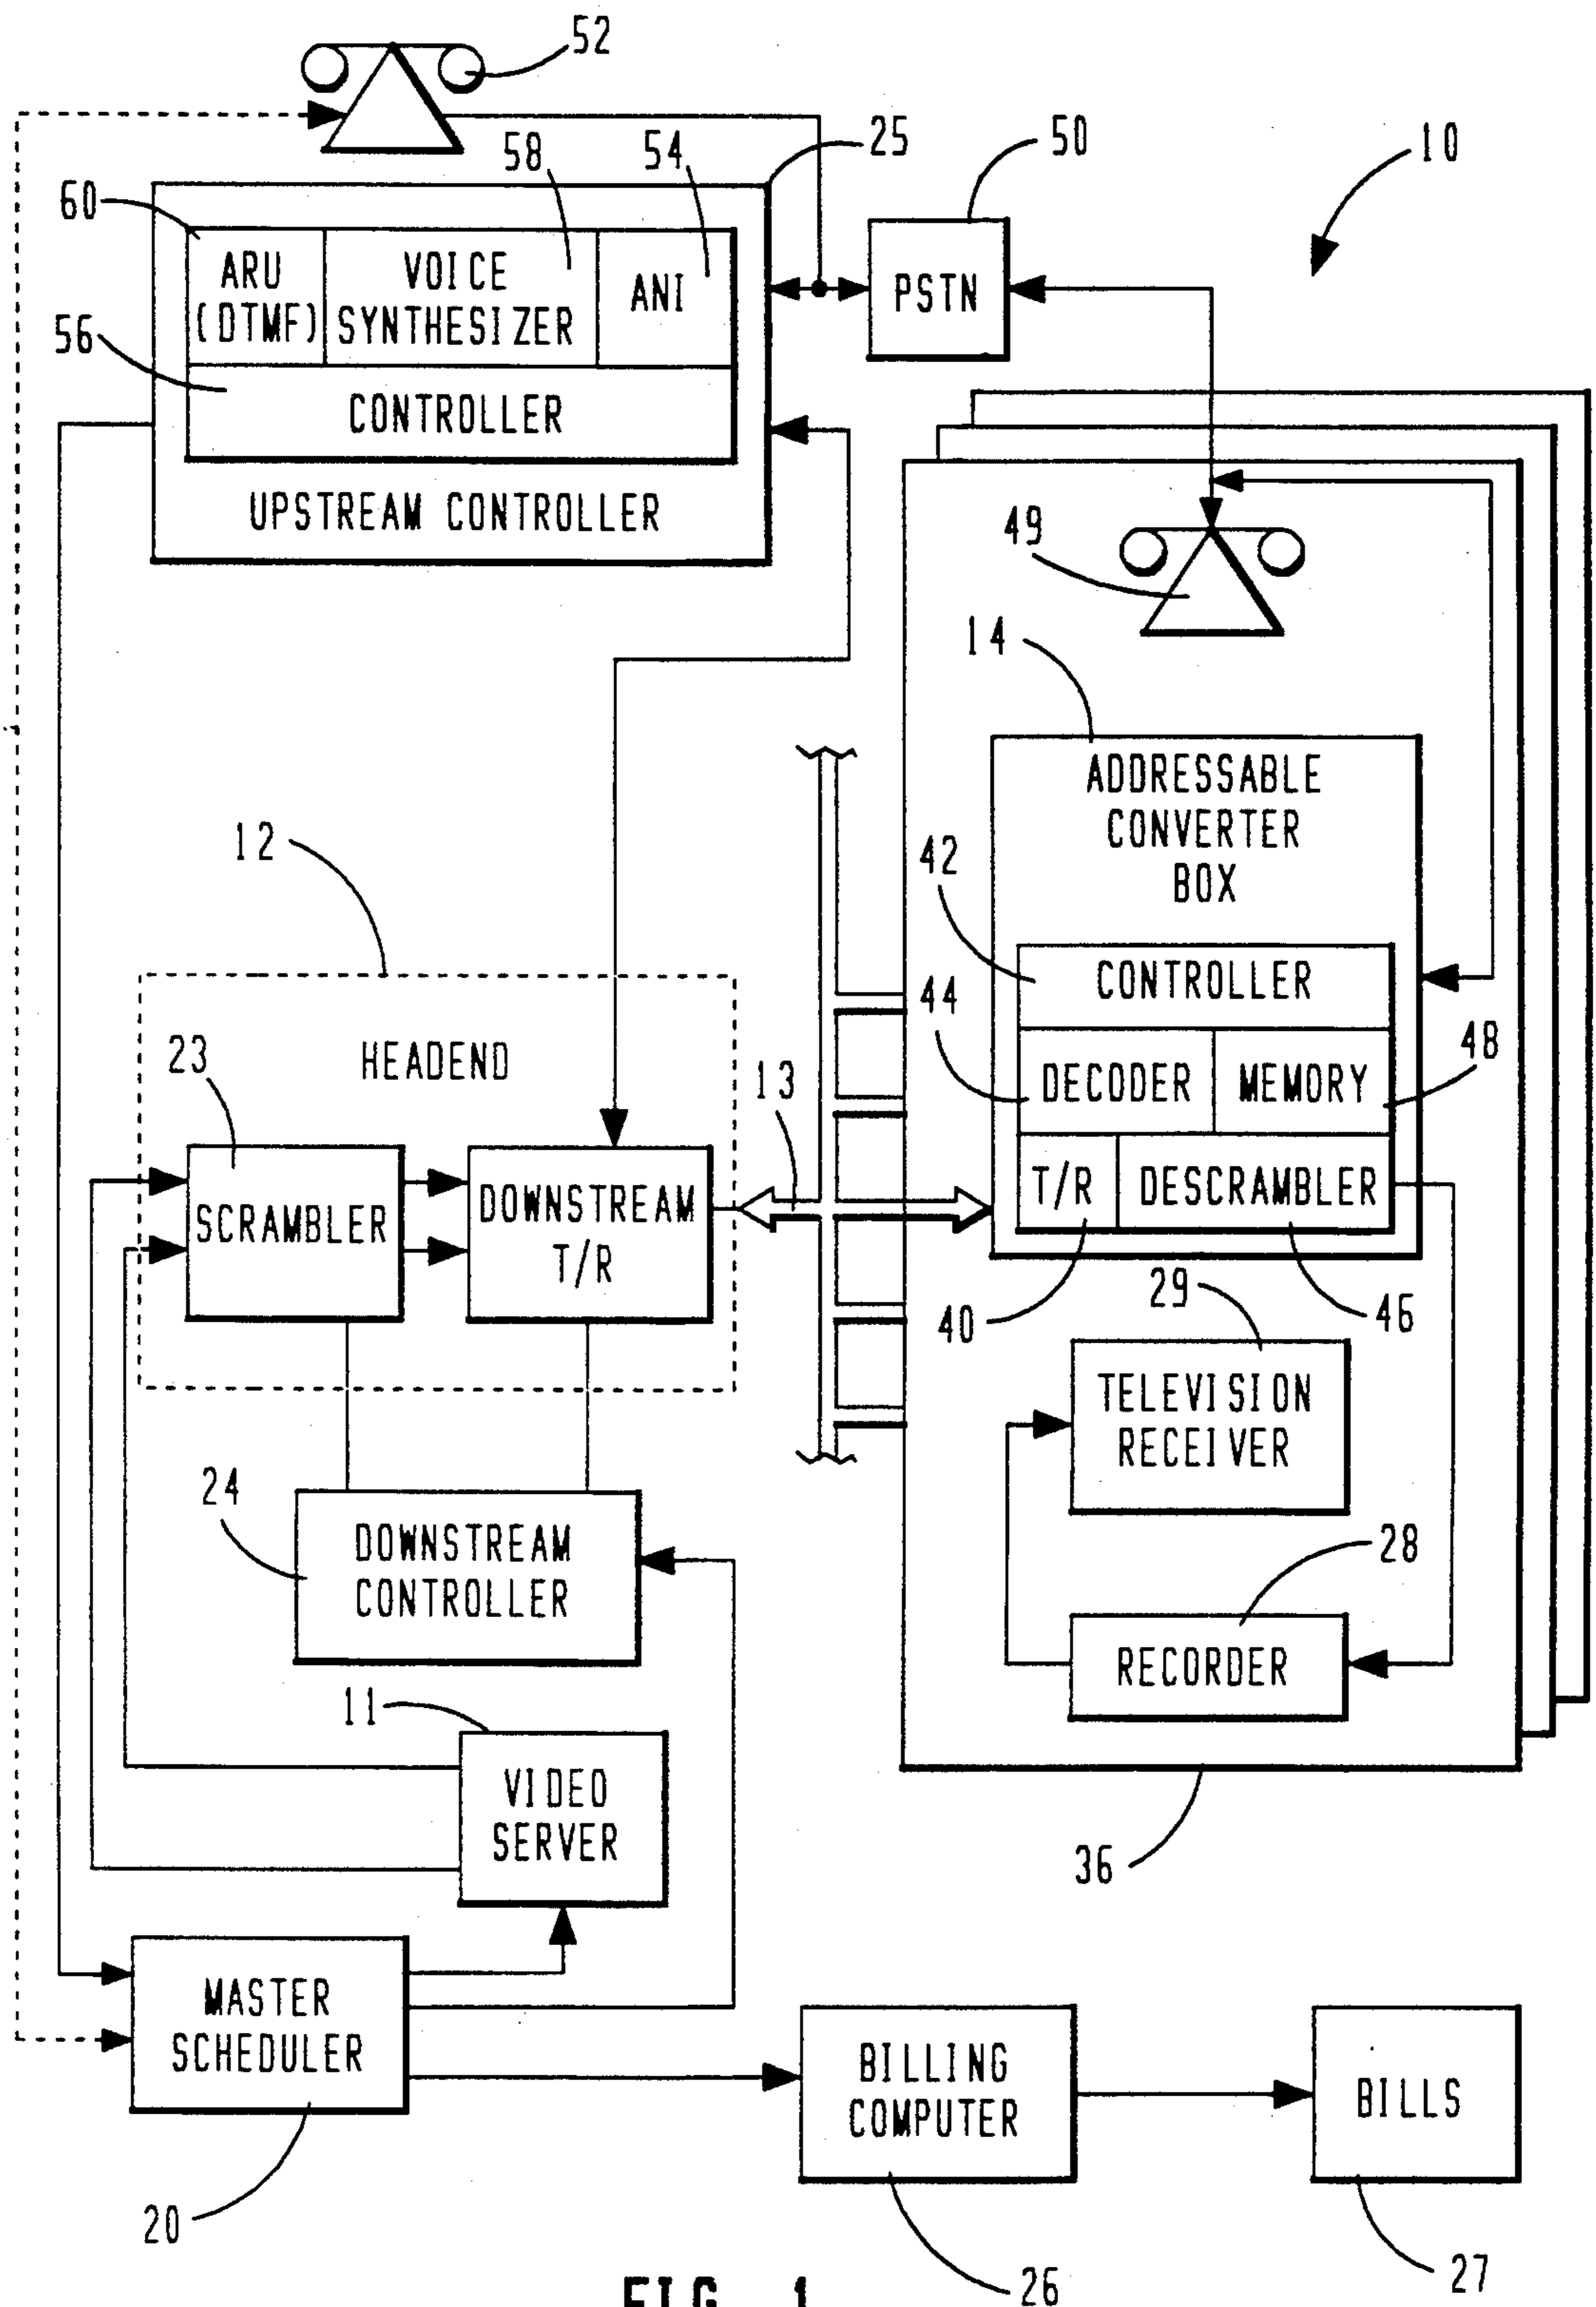 52
50
10
25
58
54
60
ARU
(DTMF)
VOICE
SYNTHESIZER
ANI
PSTN
56
CONTROLLER
UPSTREAM CONTROLLER
49
14
ADDRESSABLE
CONVERTER
BOX
12
42
CONTROLLER
44
48
23
HEADEND
13
DECODER
MEMORY
SCRAMBLER
DOWNSTREAM
T/R
T/R
DESCRAMBLER
29
40
46
TELEVISION
RECEIVER
24
DOWNSTREAM
CONTROLLER
28
RECORDER
11
VIDEO
SERVER
36
MASTER
SCHEDULER
BILLING
COMPUTER
BILLS
20
26
27
FIG. 1